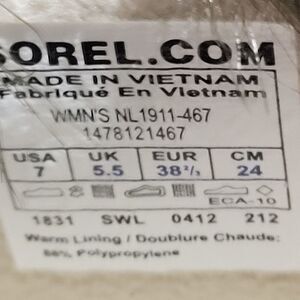 SOREL.COM
MADE IN VIETNAM
Fabriqué En Vietnam
WMN'S NL1911-467
1478121467
USA UK EUR CM
7 5.5 38²/₃ 24
ECA-10
1831 SWL 0412 212
Warm Lining / Doublure Chaude:
Polypropylene